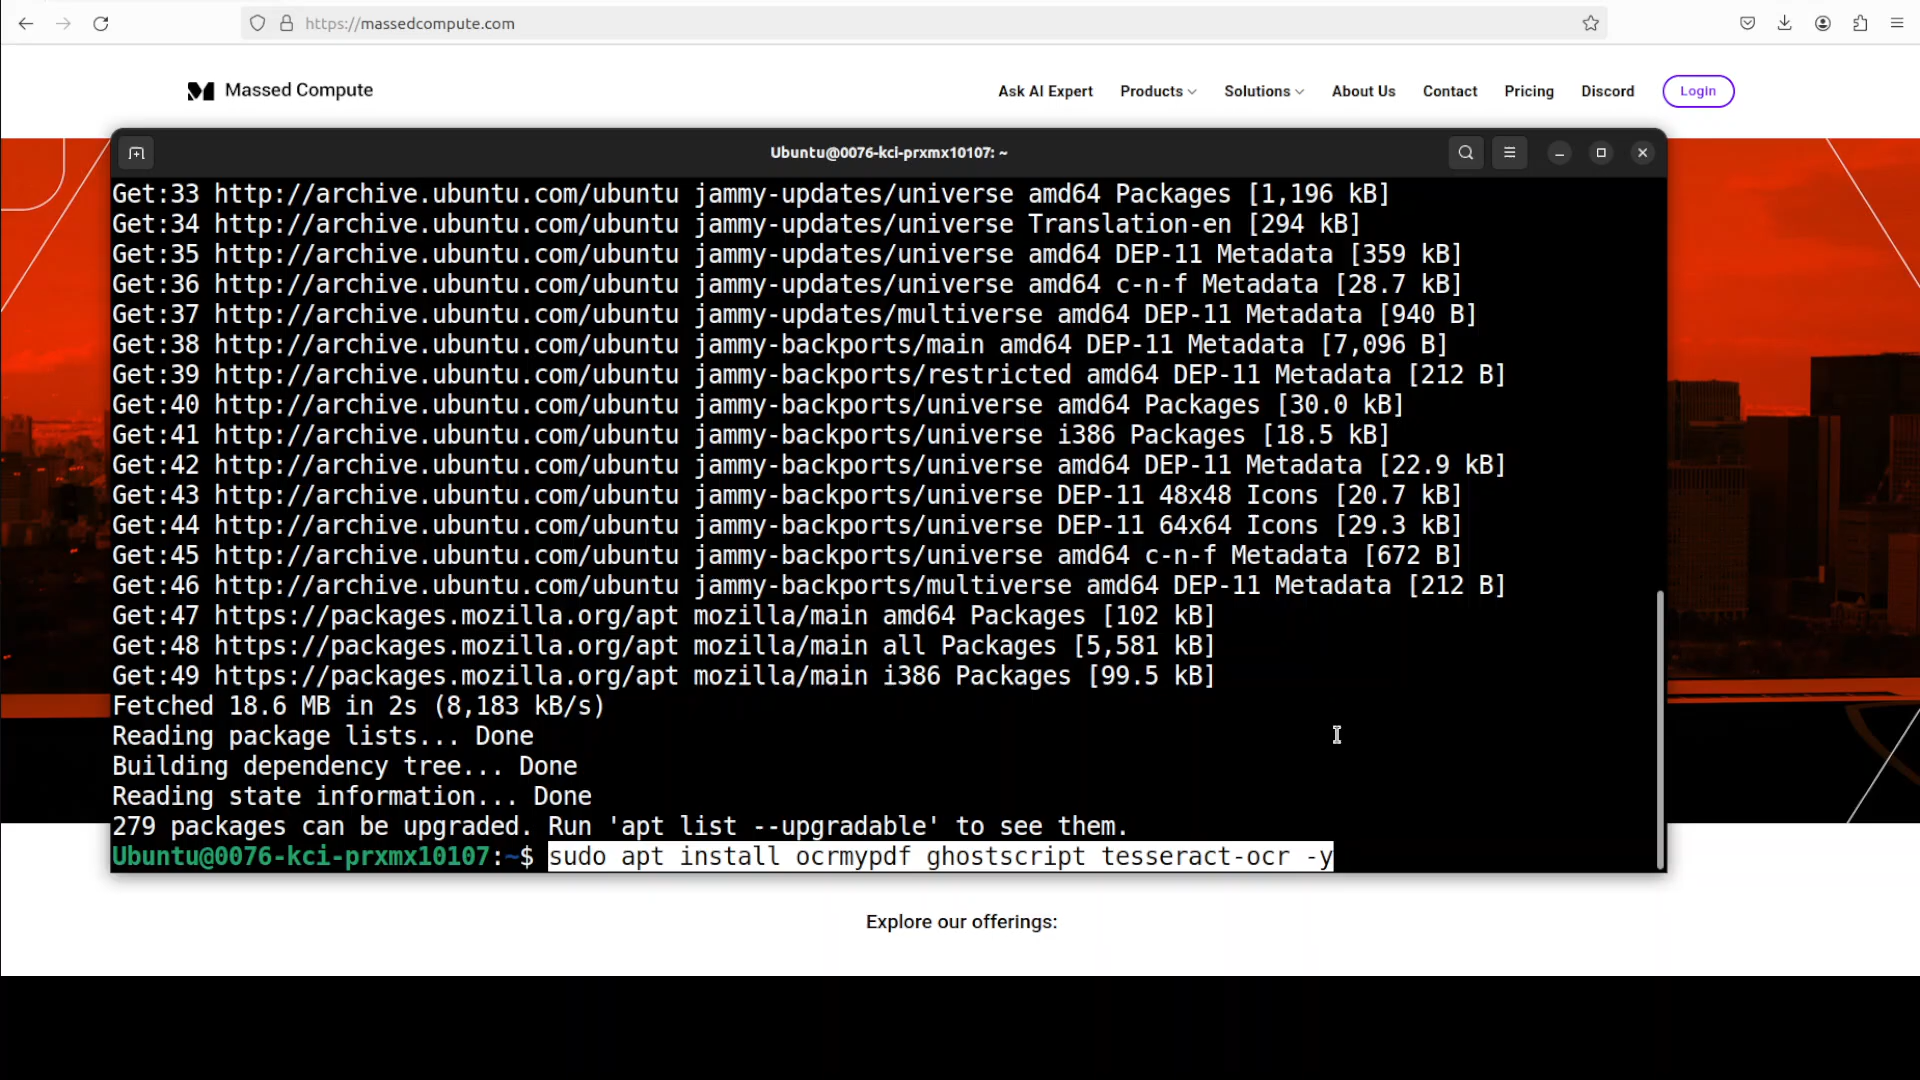 https://massedcompute.com
Massed Compute
Ask AI Expert Products Solutions About Us Contact Pricing Discord Login
Ubuntu@0076-kci-prxmx10107: ~
Get:33 http://archive.ubuntu.com/ubuntu jammy-updates/universe amd64 Packages [1,196 kB]
Get:34 http://archive.ubuntu.com/ubuntu jammy-updates/universe Translation-en [294 kB]
Get:35 http://archive.ubuntu.com/ubuntu jammy-updates/universe amd64 DEP-11 Metadata [359 kB]
Get:36 http://archive.ubuntu.com/ubuntu jammy-updates/universe amd64 c-n-f Metadata [28.7 kB]
Get:37 http://archive.ubuntu.com/ubuntu jammy-updates/multiverse amd64 DEP-11 Metadata [940 B]
Get:38 http://archive.ubuntu.com/ubuntu jammy-backports/main amd64 DEP-11 Metadata [7,096 B]
Get:39 http://archive.ubuntu.com/ubuntu jammy-backports/restricted amd64 DEP-11 Metadata [212 B]
Get:40 http://archive.ubuntu.com/ubuntu jammy-backports/universe amd64 Packages [30.0 kB]
Get:41 http://archive.ubuntu.com/ubuntu jammy-backports/universe i386 Packages [18.5 kB]
Get:42 http://archive.ubuntu.com/ubuntu jammy-backports/universe amd64 DEP-11 Metadata [22.9 kB]
Get:43 http://archive.ubuntu.com/ubuntu jammy-backports/universe DEP-11 48x48 Icons [20.7 kB]
Get:44 http://archive.ubuntu.com/ubuntu jammy-backports/universe DEP-11 64x64 Icons [29.3 kB]
Get:45 http://archive.ubuntu.com/ubuntu jammy-backports/universe amd64 c-n-f Metadata [672 B]
Get:46 http://archive.ubuntu.com/ubuntu jammy-backports/multiverse amd64 DEP-11 Metadata [212 B]
Get:47 https://packages.mozilla.org/apt mozilla/main amd64 Packages [102 kB]
Get:48 https://packages.mozilla.org/apt mozilla/main all Packages [5,581 kB]
Get:49 https://packages.mozilla.org/apt mozilla/main i386 Packages [99.5 kB]
Fetched 18.6 MB in 2s (8,183 kB/s)
Reading package lists... Done
Building dependency tree... Done
Reading state information... Done
279 packages can be upgraded. Run 'apt list --upgradable' to see them.
Ubuntu@0076-kci-prxmx10107:~$ sudo apt install ocrmypdf ghostscript tesseract-ocr -y
Explore our offerings: